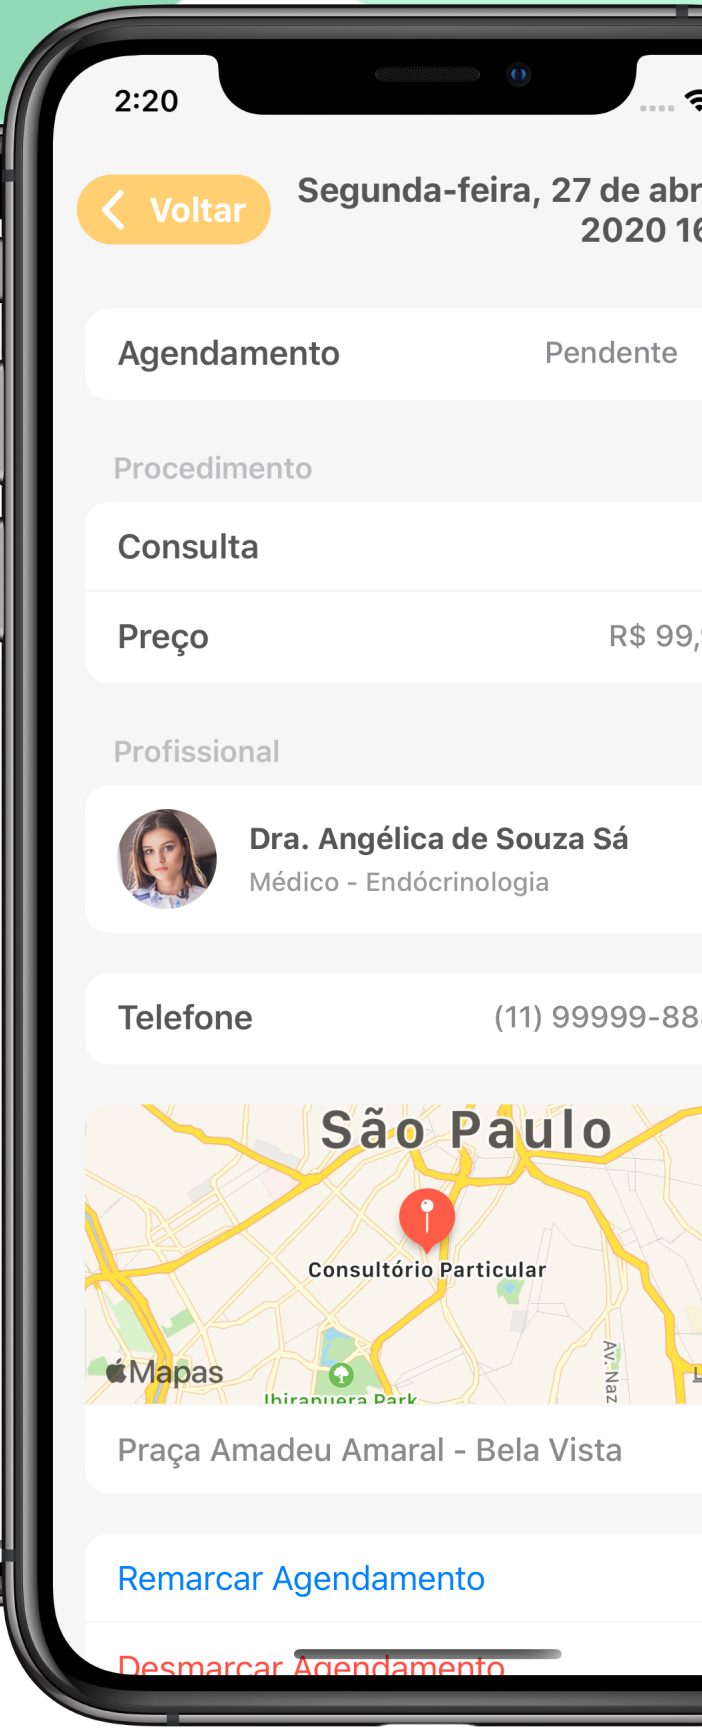 2:20
Voltar
Segunda-feira, 27 de abr
2020 16
Agendamento
Pendente
Procedimento
Consulta
Preço
R$ 99,
Profissional
Dra. Angélica de Souza Sá
Médico - Endócrinologia
Telefone
(11) 99999-88
São Paulo
Consultório Particular
Av. Naz
Mapas
Ibirapuera Park
Praça Amadeu Amaral - Bela Vista
Remarcar Agendamento
Desmarcar Agendamento